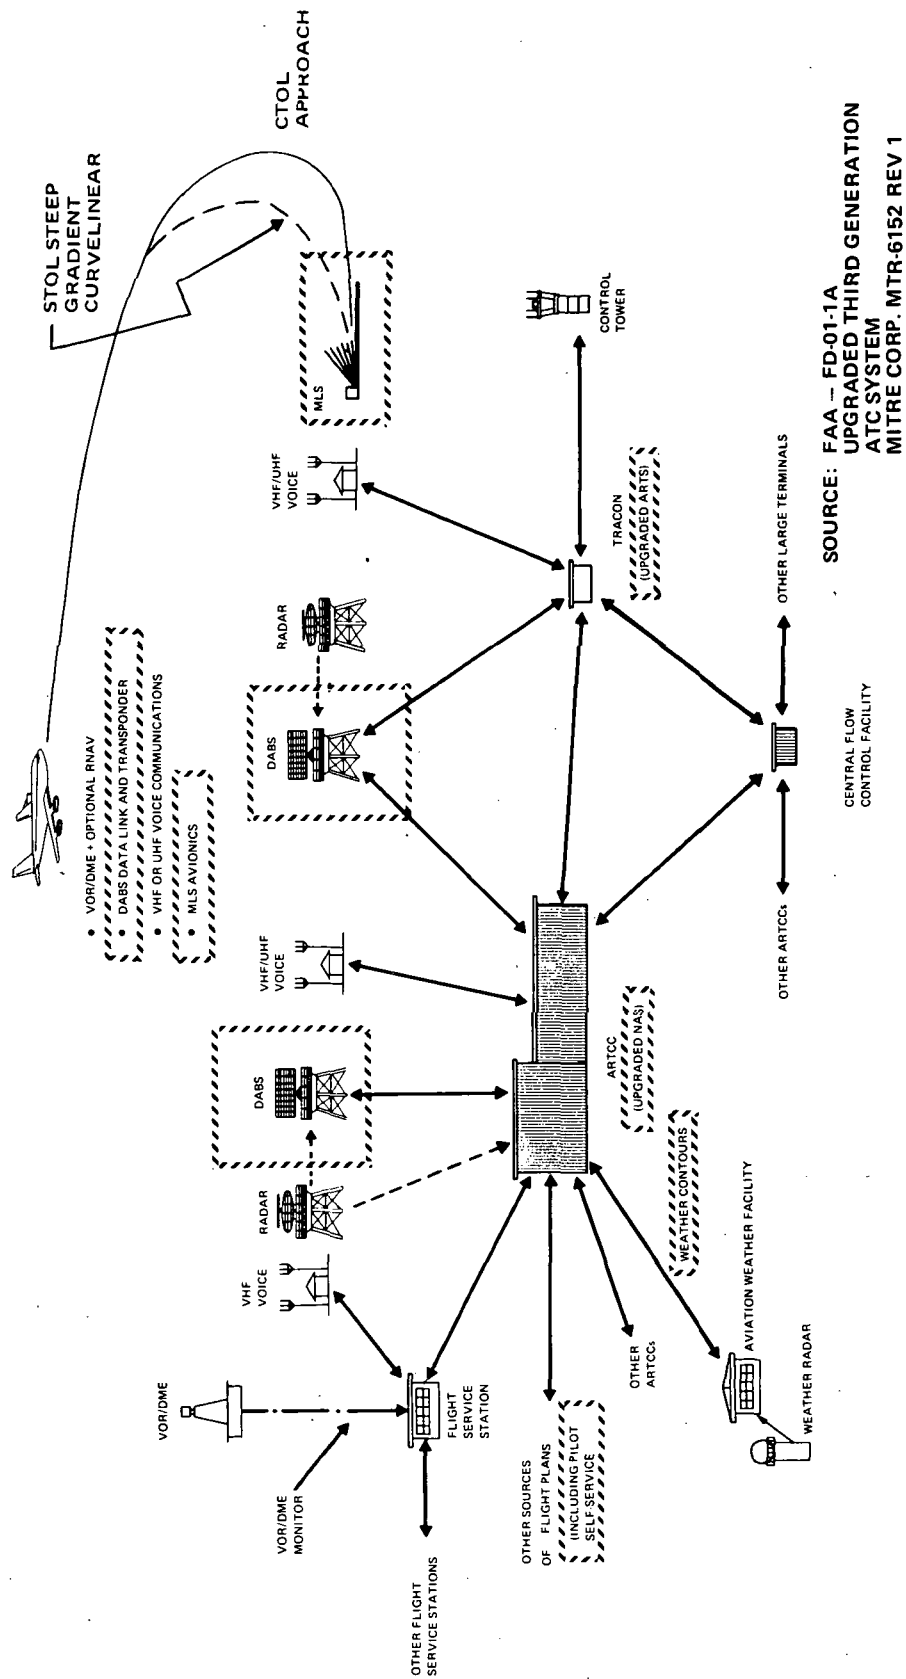 STOL STEEP
GRADIENT
CURVELINEAR
CTOL
APPROACH
• VOR/DME + OPTIONAL RNAV
• DABS DATA LINK AND TRANSPONDER
• VHF OR UHF VOICE COMMUNICATIONS
• MLS AVIONICS
VOR/DME
VOR/DME
MONITOR
VHF
VOICE
RADAR
DABS
VHF/UHF
VOICE
DABS
RADAR
VHF/UHF
VOICE
MLS
OTHER FLIGHT
SERVICE STATIONS
FLIGHT
SERVICE
STATION
OTHER SOURCES
OF FLIGHT PLANS
(INCLUDING PILOT
SELF-SERVICE
OTHER
ARTCCs
ARTCC
(UPGRADED NAS)
WEATHER CONTOURS
TRACON
(UPGRADED ARTS)
CONTROL
TOWER
AVIATION WEATHER FACILITY
WEATHER RADAR
OTHER ARTCCs
CENTRAL FLOW
CONTROL FACILITY
OTHER LARGE TERMINALS
SOURCE: FAA – FD-01-1A
UPGRADED THIRD GENERATION
ATC SYSTEM
MITRE CORP. MTR-6152 REV 1